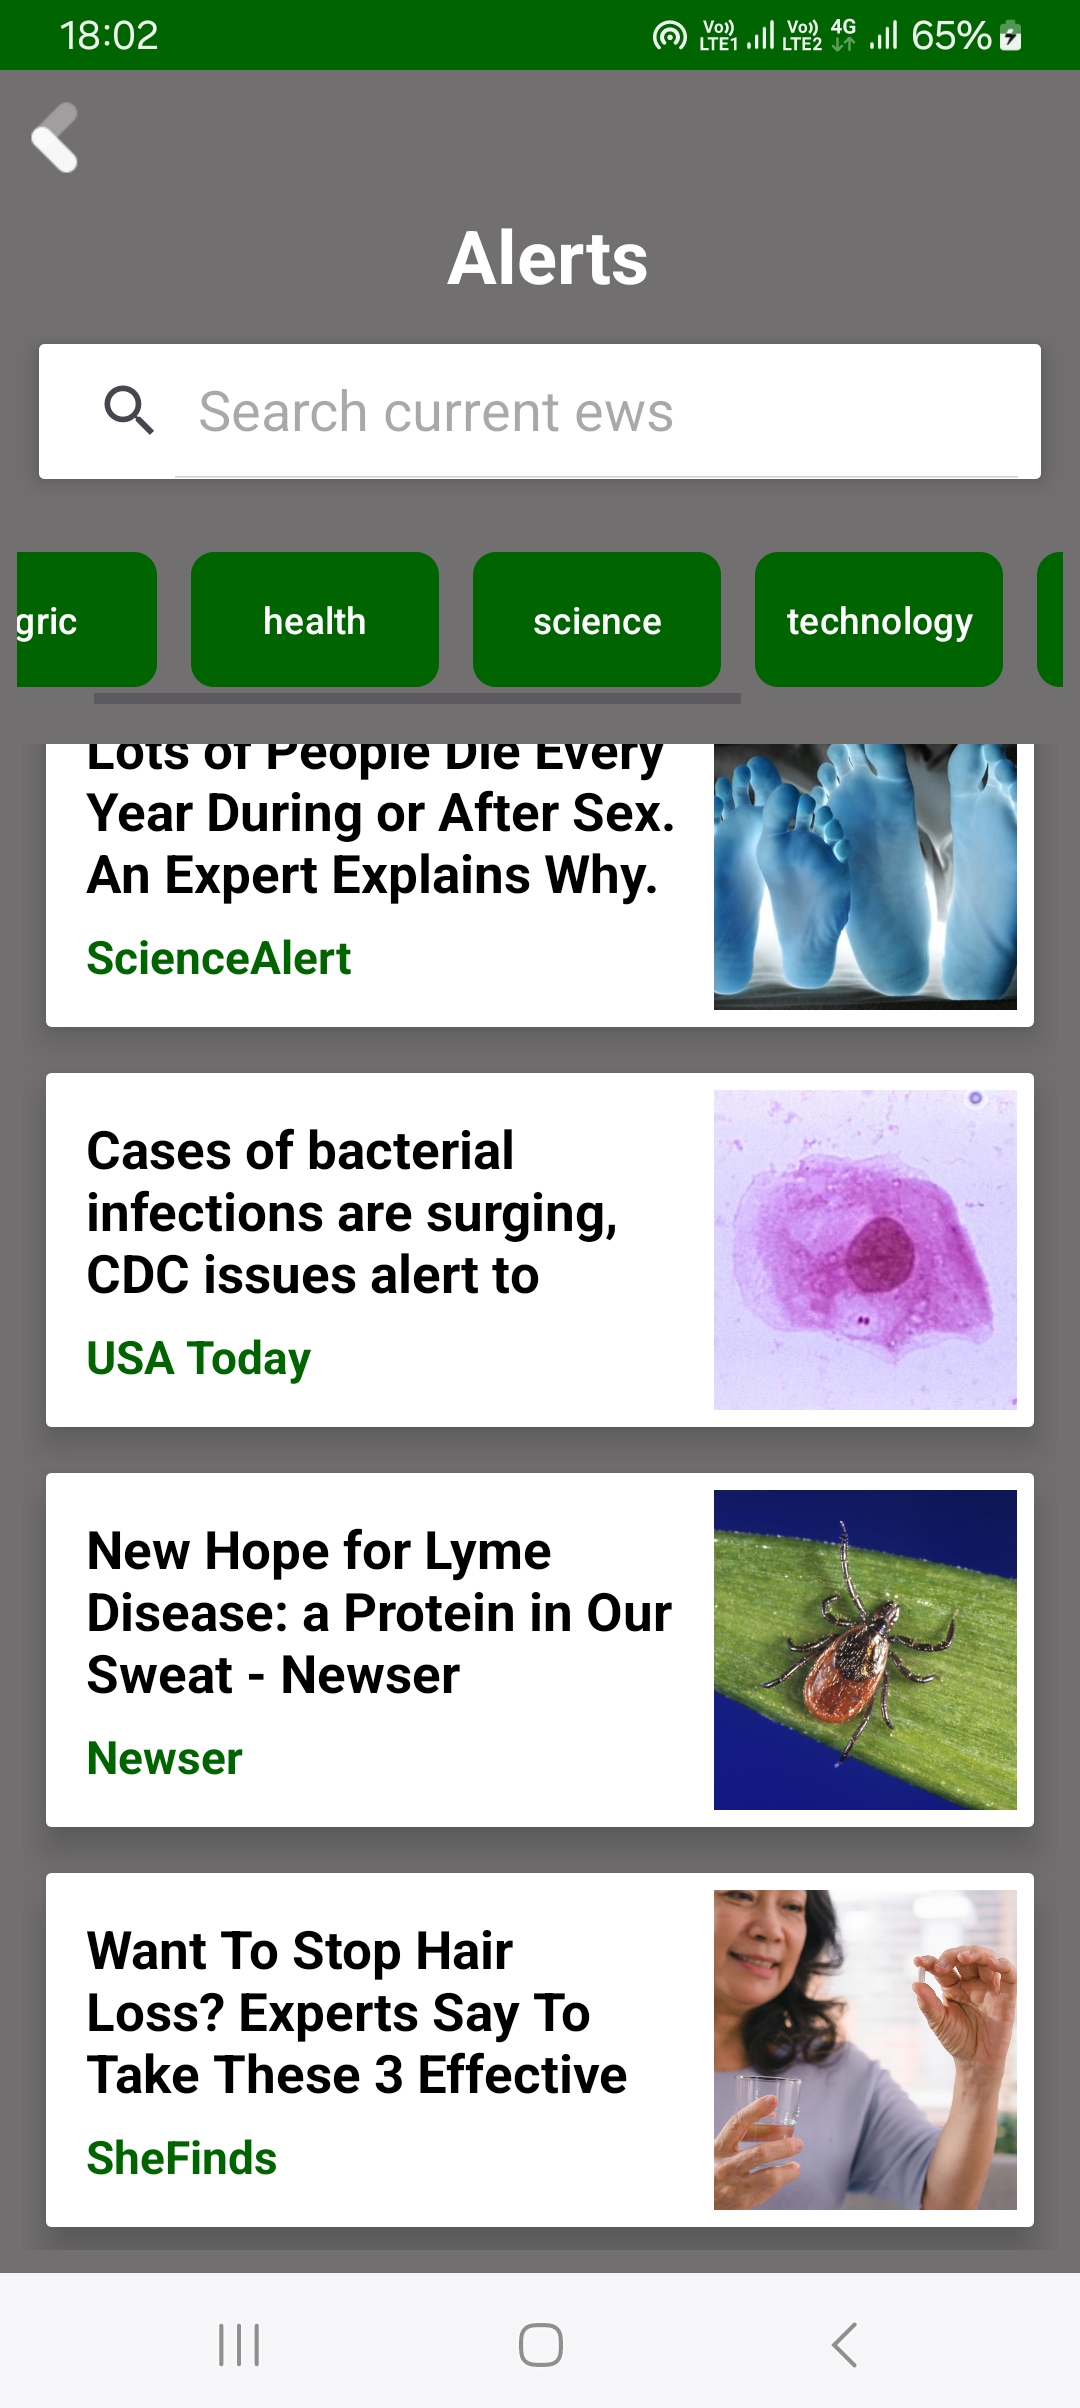 18:02
Vo)) LTE1 Vo)) LTE2 4G 65%
Alerts
Search current ews
gric health science technology
Lots of People Die Every
Year During or After Sex.
An Expert Explains Why.
ScienceAlert
Cases of bacterial
infections are surging,
CDC issues alert to
USA Today
New Hope for Lyme
Disease: a Protein in Our
Sweat - Newser
Newser
Want To Stop Hair
Loss? Experts Say To
Take These 3 Effective
SheFinds